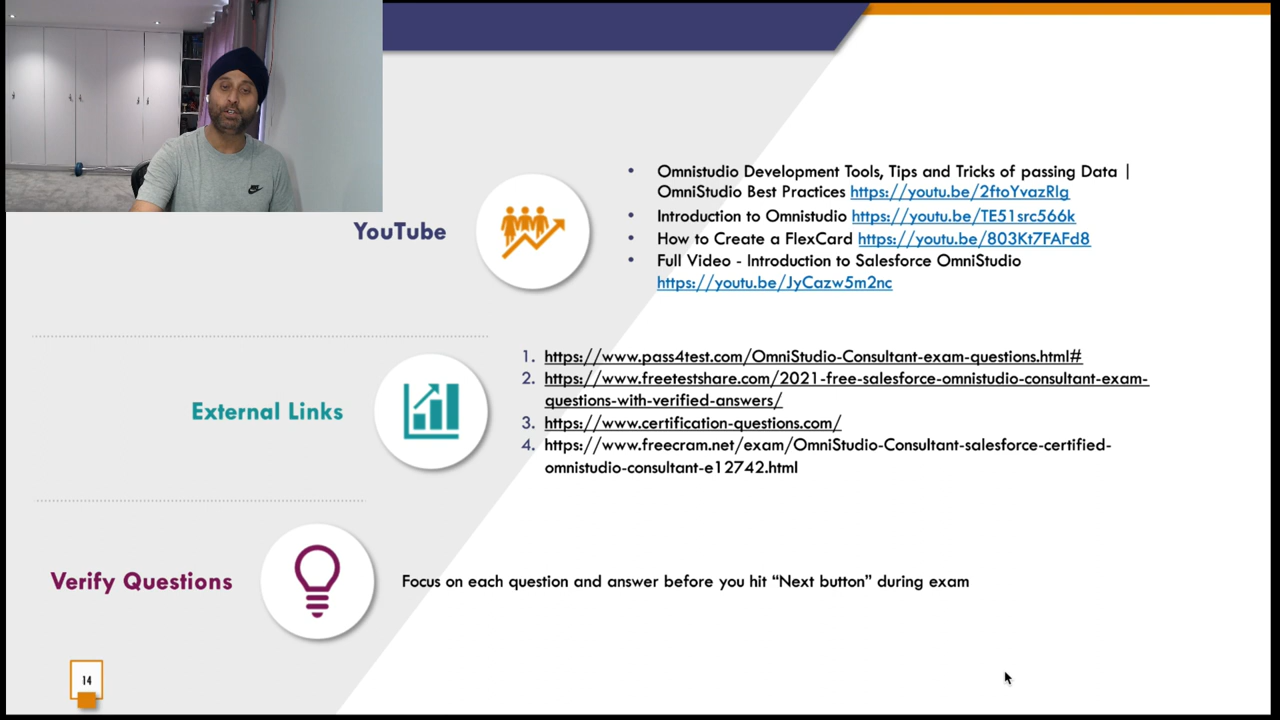 Omnistudio Development Tools, Tips and Tricks of passing Data |
OmniStudio Best Practices https://youtu.be/2ftoYvazRlg
Introduction to Omnistudio https://youtu.be/TE51src566k
How to Create a FlexCard https://youtu.be/803Kt7FAFd8
Full Video - Introduction to Salesforce OmniStudio
https://youtu.be/JyCazw5m2nc
YouTube
1. https://www.pass4test.com/OmniStudio-Consultant-exam-questions.html#
2. https://www.freetestshare.com/2021-free-salesforce-omnistudio-consultant-exam-
questions-with-verified-answers/
3. https://www.certification-questions.com/
4. https://www.freecram.net/exam/OmniStudio-Consultant-salesforce-certified-
omnistudio-consultant-e12742.html
External Links
Verify Questions
Focus on each question and answer before you hit “Next button” during exam
14